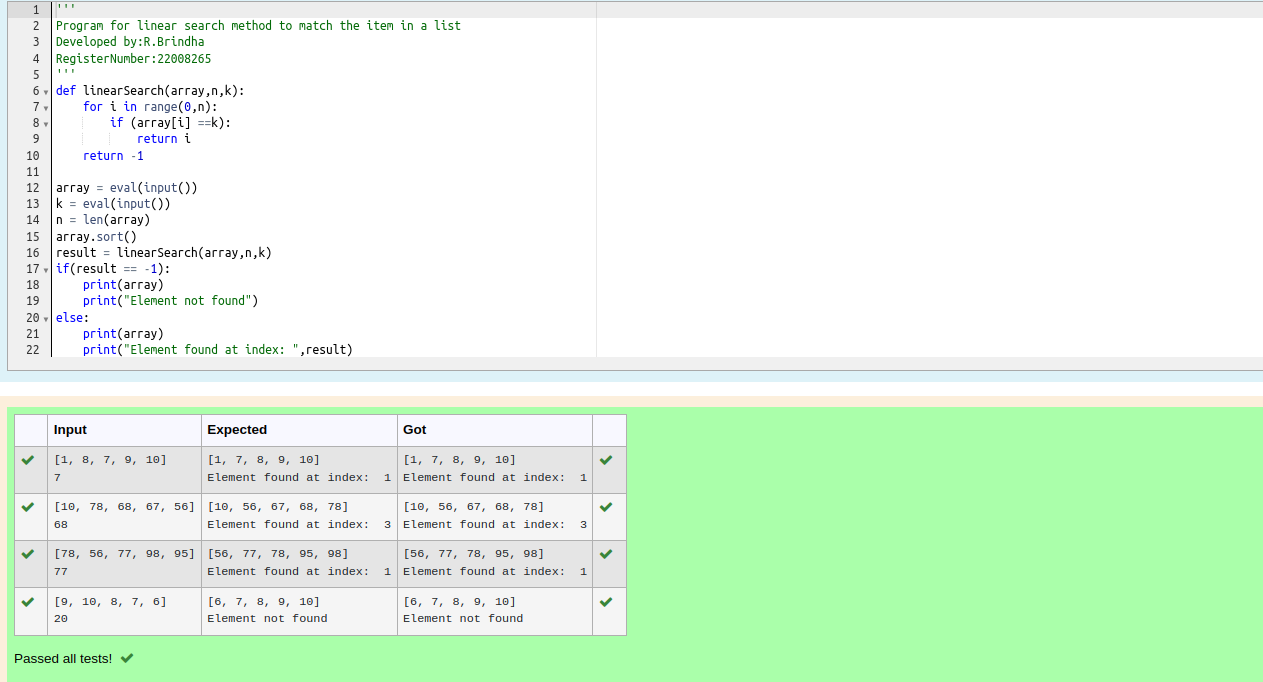 1 '''
2 Program for linear search method to match the item in a list
3 Developed by:R.Brindha
4 RegisterNumber:22008265
5 '''
6 def linearSearch(array,n,k):
7     for i in range(0,n):
8         if (array[i] ==k):
9             return i
10     return -1
11
12 array = eval(input())
13 k = eval(input())
14 n = len(array)
15 array.sort()
16 result = linearSearch(array,n,k)
17 if(result == -1):
18     print(array)
19     print("Element not found")
20 else:
21     print(array)
22     print("Element found at index: ",result)
Input Expected Got
[1, 8, 7, 9, 10] [1, 7, 8, 9, 10] [1, 7, 8, 9, 10]
7 Element found at index:  1 Element found at index:  1
[10, 78, 68, 67, 56] [10, 56, 67, 68, 78] [10, 56, 67, 68, 78]
68 Element found at index:  3 Element found at index:  3
[78, 56, 77, 98, 95] [56, 77, 78, 95, 98] [56, 77, 78, 95, 98]
77 Element found at index:  1 Element found at index:  1
[9, 10, 8, 7, 6] [6, 7, 8, 9, 10] [6, 7, 8, 9, 10]
20 Element not found Element not found
Passed all tests!